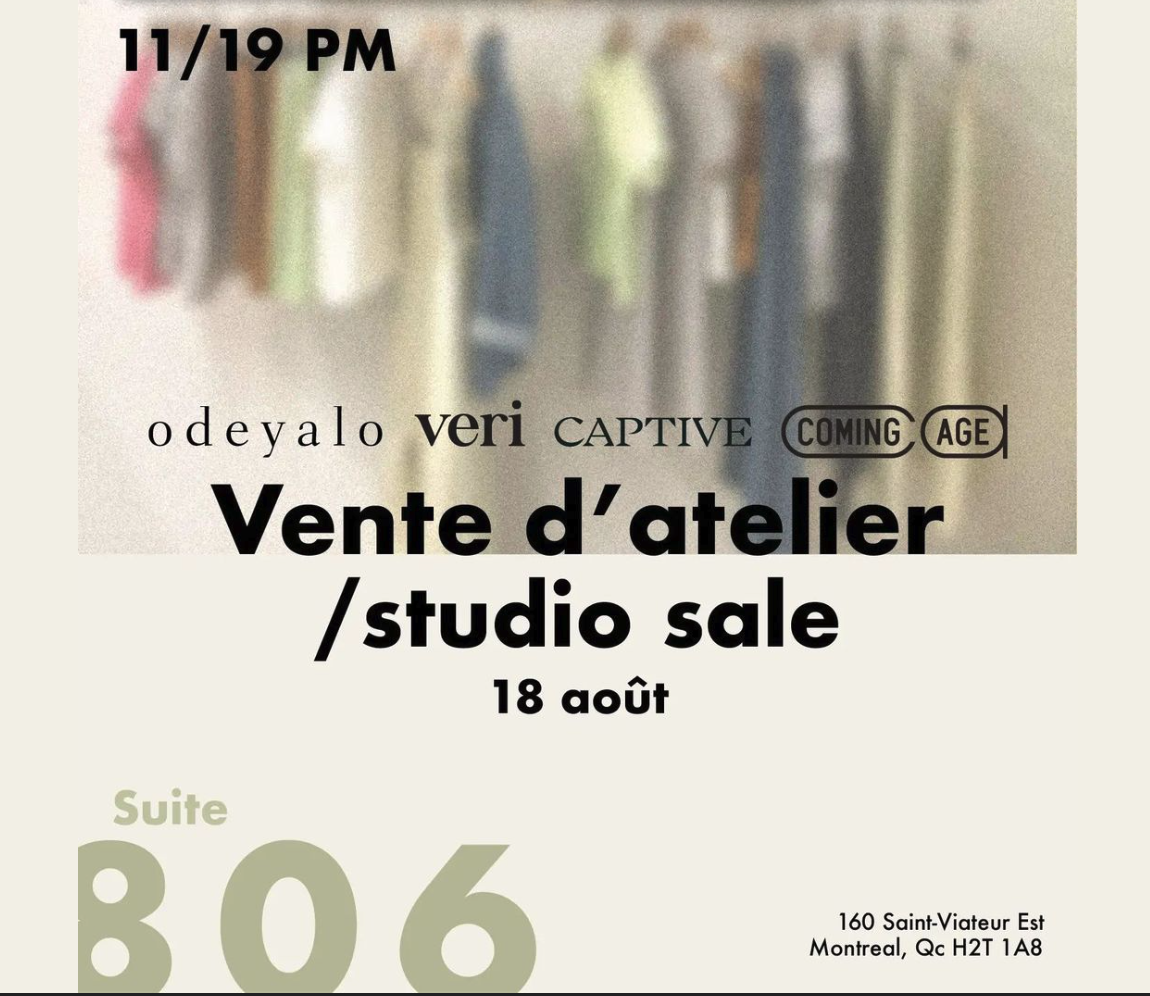 11/19 PM
odeyalo veri CAPTIVE COMING AGE
Vente d’atelier
/studio sale
18 août
Suite
806
160 Saint-Viateur Est
Montreal, Qc H2T 1A8